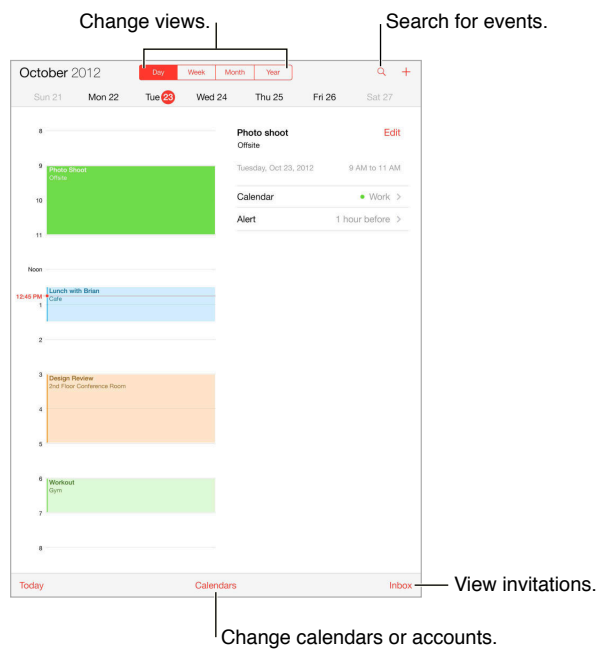 Change views.
Search for events.
October 2012
Day Week Month Year
Sun 21 Mon 22 Tue 23 Wed 24 Thu 25 Fri 26 Sat 27
8
Photo shoot Edit
Offsite
Tuesday, Oct 23, 2012 9 AM to 11 AM
Calendar Work
Alert 1 hour before
9
Photo Shoot
Offsite
10
11
Noon
Lunch with Brian
12:45 PM
Cafe
1
2
3
Design Review
2nd Floor Conference Room
4
5
6
Workout
Gym
7
8
Today Calendars Inbox
View invitations.
Change calendars or accounts.